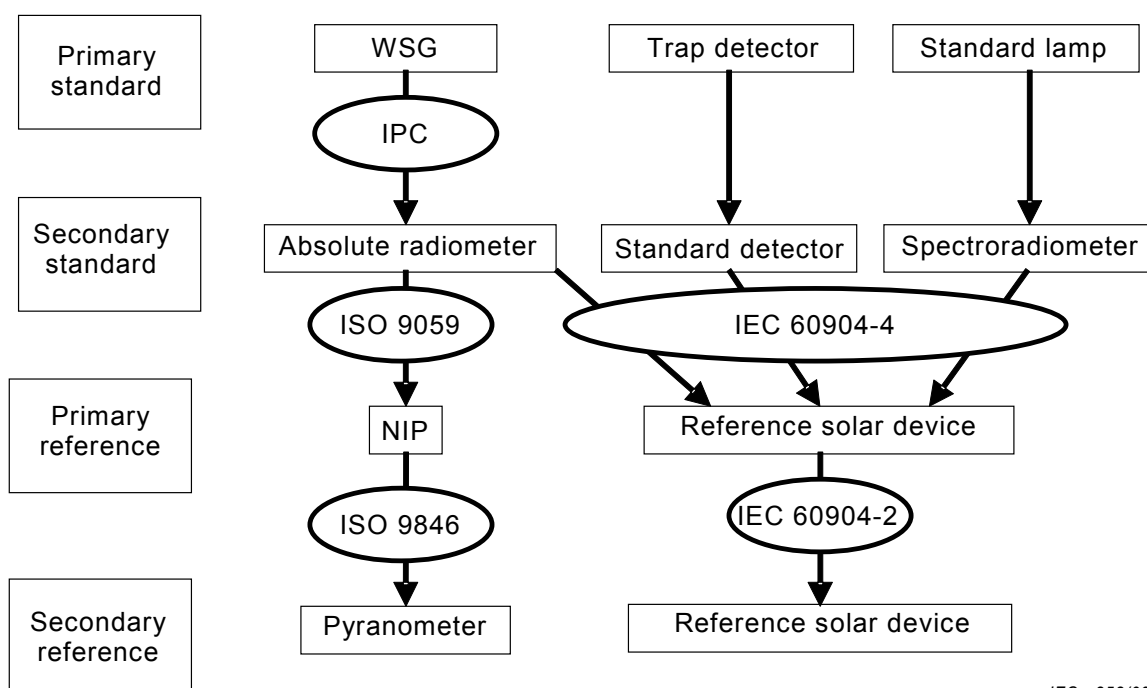 Primary
standard
WSG
Trap detector
Standard lamp
IPC
Secondary
standard
Absolute radiometer
Standard detector
Spectroradiometer
ISO 9059
IEC 60904-4
Primary
reference
NIP
Reference solar device
ISO 9846
IEC 60904-2
Secondary
reference
Pyranometer
Reference solar device